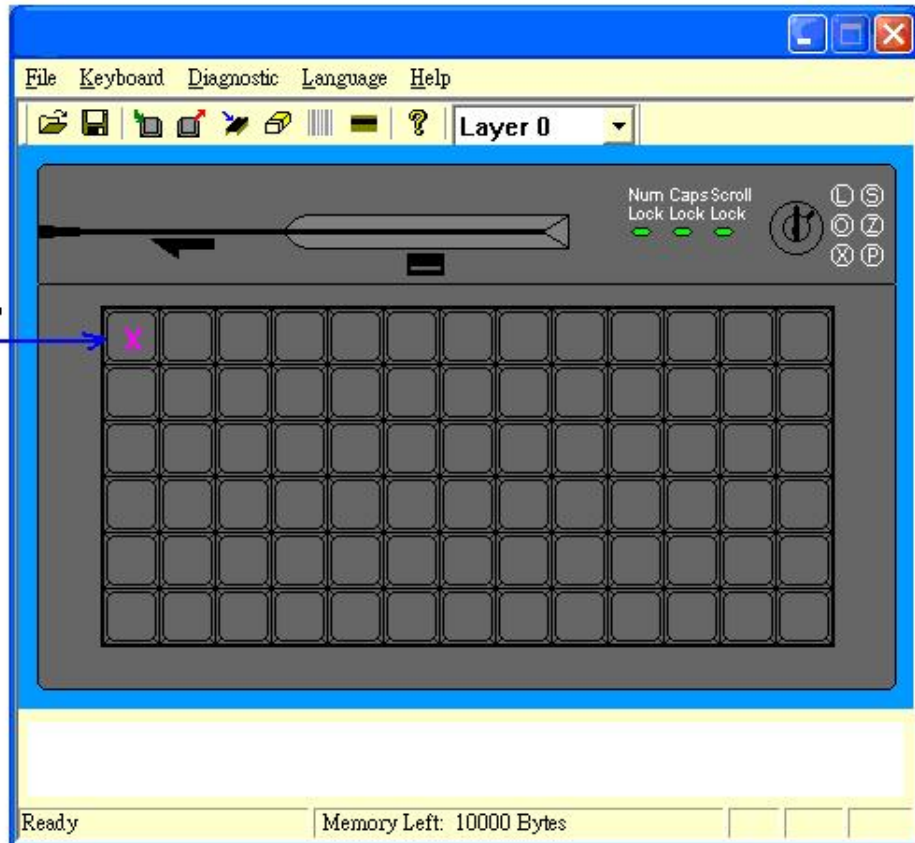 File Keyboard Diagnostic Language Help
Layer 0
Num Caps Scroll
Lock Lock Lock
L S
O Z
X P
X
Ready Memory Left: 10000 Bytes